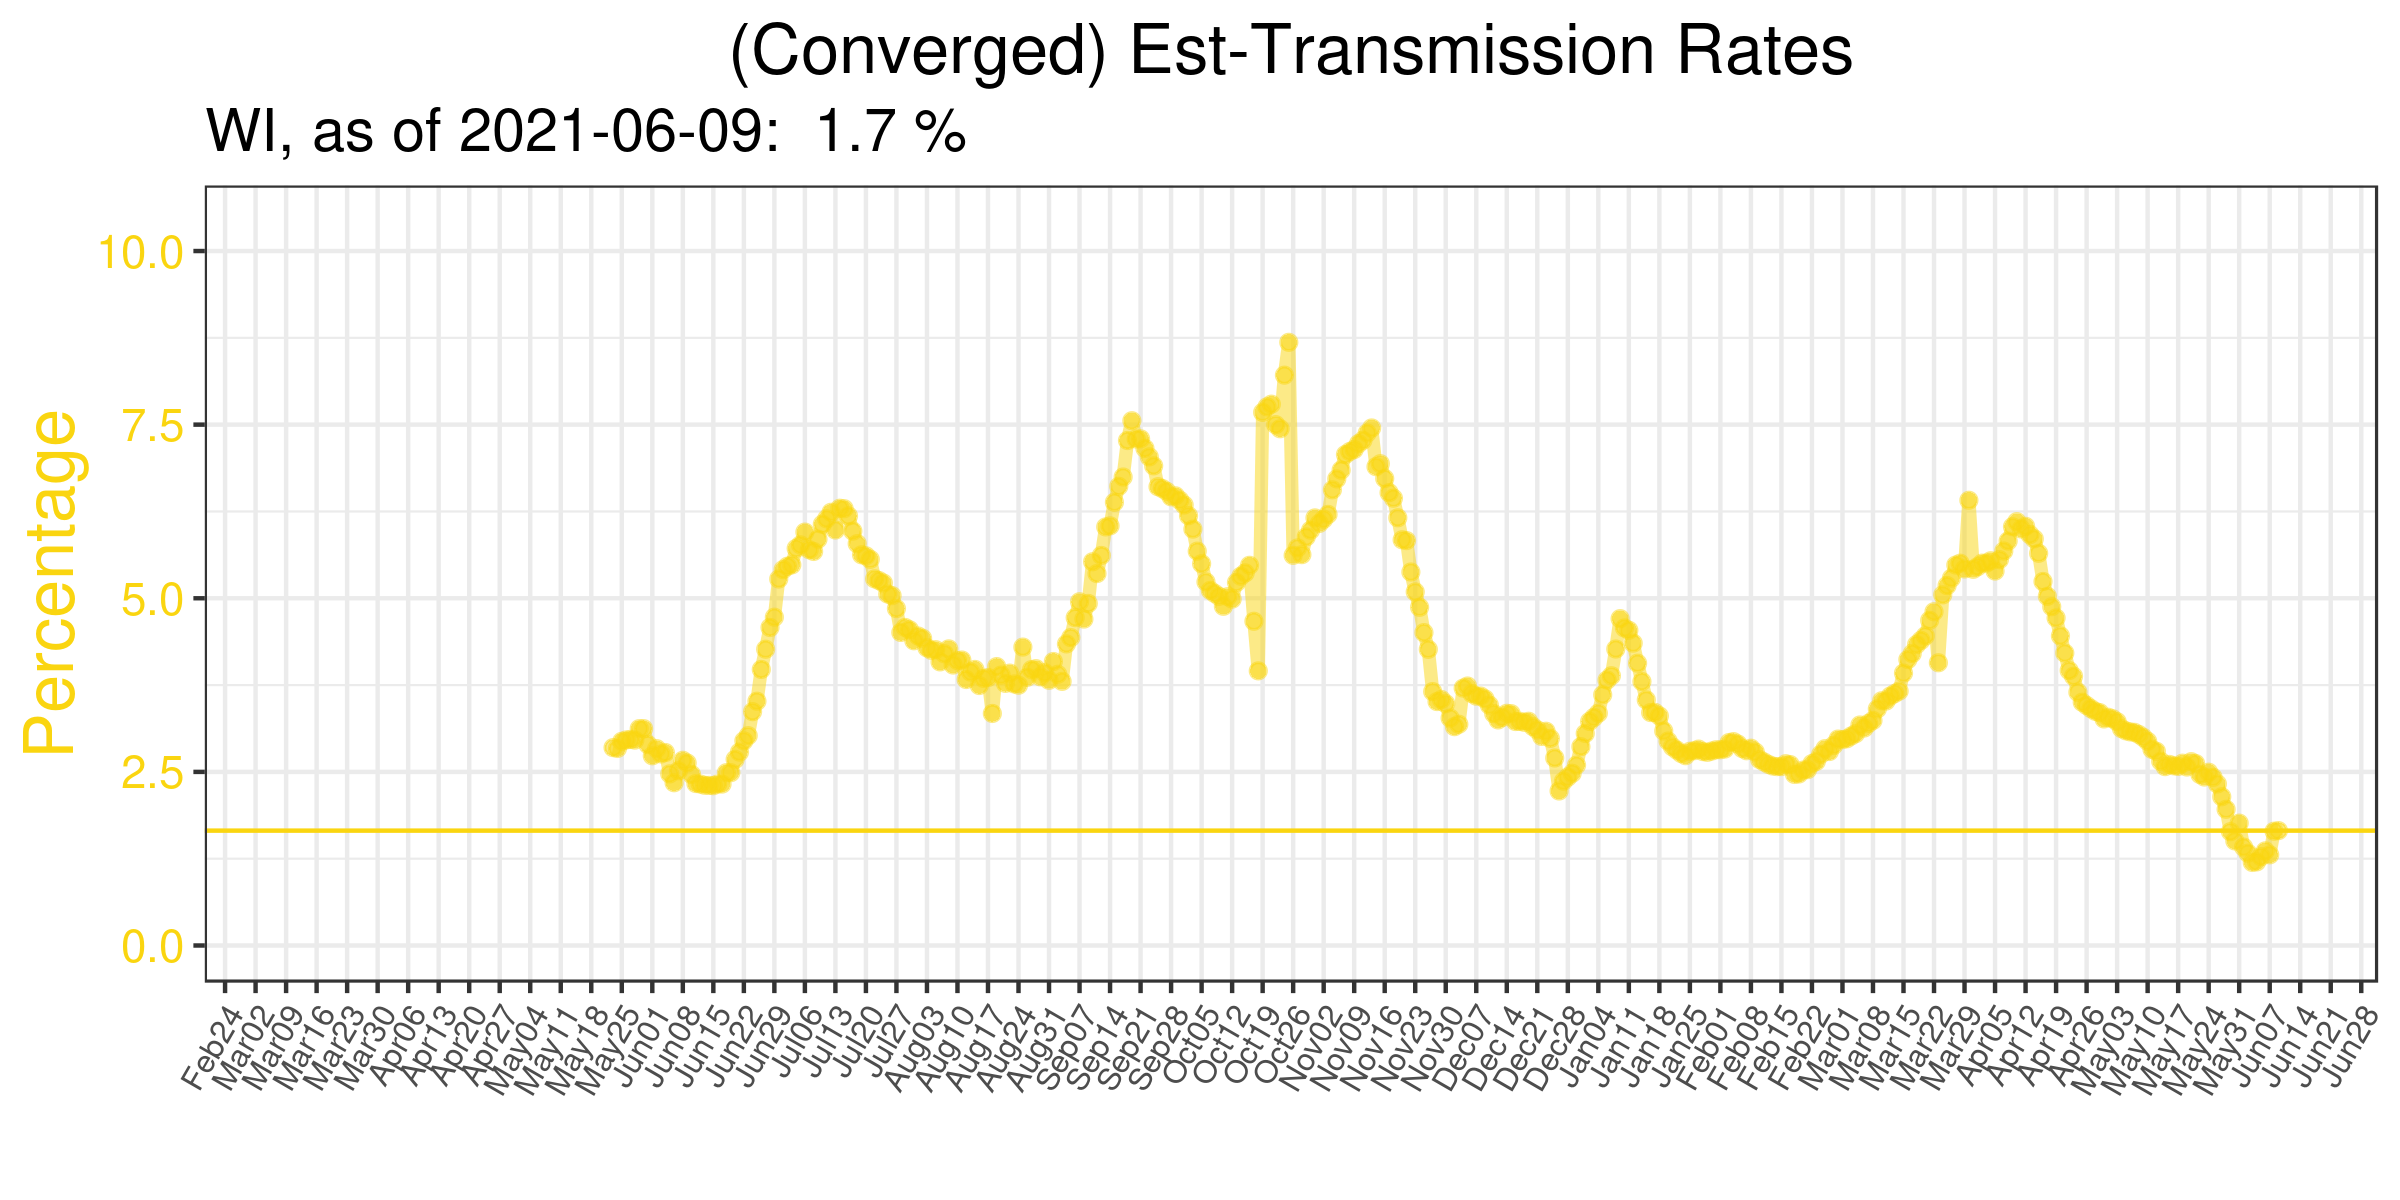 (Converged) Est-Transmission Rates
WI, as of 2021-06-09:  1.7 %
Percentage
10.0
7.5
5.0
2.5
0.0
Feb24
Mar02
Mar09
Mar16
Mar23
Mar30
Apr06
Apr13
Apr20
Apr27
May04
May11
May18
May25
Jun01
Jun08
Jun15
Jun22
Jun29
Jul06
Jul13
Jul20
Jul27
Aug03
Aug10
Aug17
Aug24
Aug31
Sep07
Sep14
Sep21
Sep28
Oct05
Oct12
Oct19
Oct26
Nov02
Nov09
Nov16
Nov23
Nov30
Dec07
Dec14
Dec21
Dec28
Jan04
Jan11
Jan18
Jan25
Feb01
Feb08
Feb15
Feb22
Mar01
Mar08
Mar15
Mar22
Mar29
Apr05
Apr12
Apr19
Apr26
May03
May10
May17
May24
May31
Jun07
Jun14
Jun21
Jun28